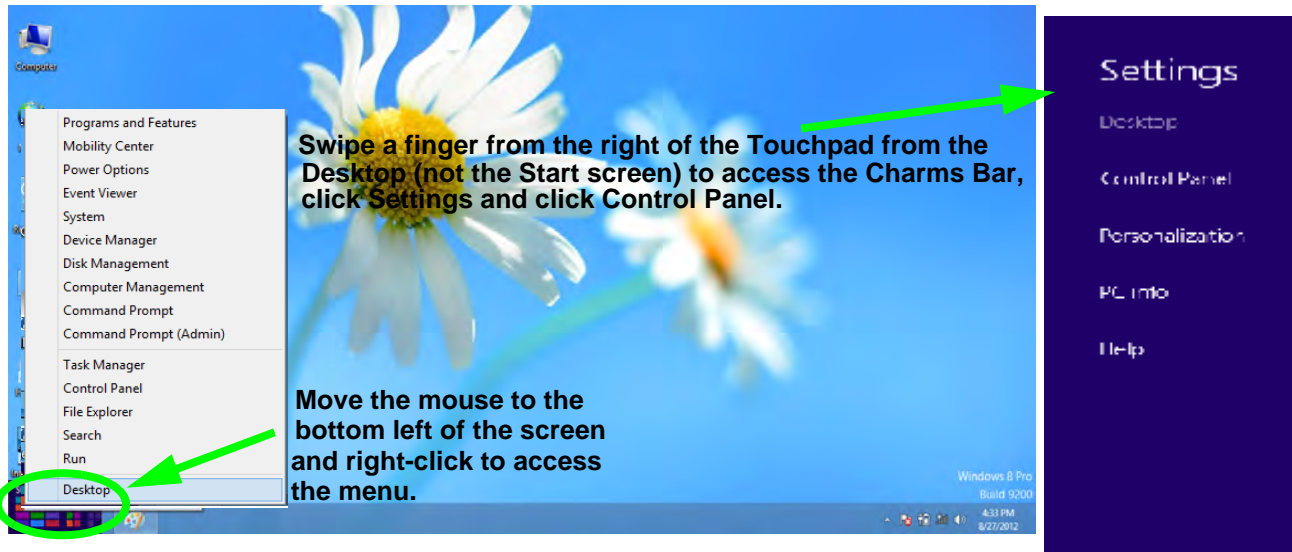 Computer
Programs and Features
Mobility Center
Power Options
Event Viewer
System
Device Manager
Disk Management
Computer Management
Command Prompt
Command Prompt (Admin)
Task Manager
Control Panel
File Explorer
Search
Run
Desktop
Swipe a finger from the right of the Touchpad from the
Desktop (not the Start screen) to access the Charms Bar,
click Settings and click Control Panel.
Move the mouse to the
bottom left of the screen
and right-click to access
the menu.
Windows 8 Pro
Build 9200
4:33 PM
8/27/2012
Settings
Desktop
Control Panel
Personalization
PC info
Help